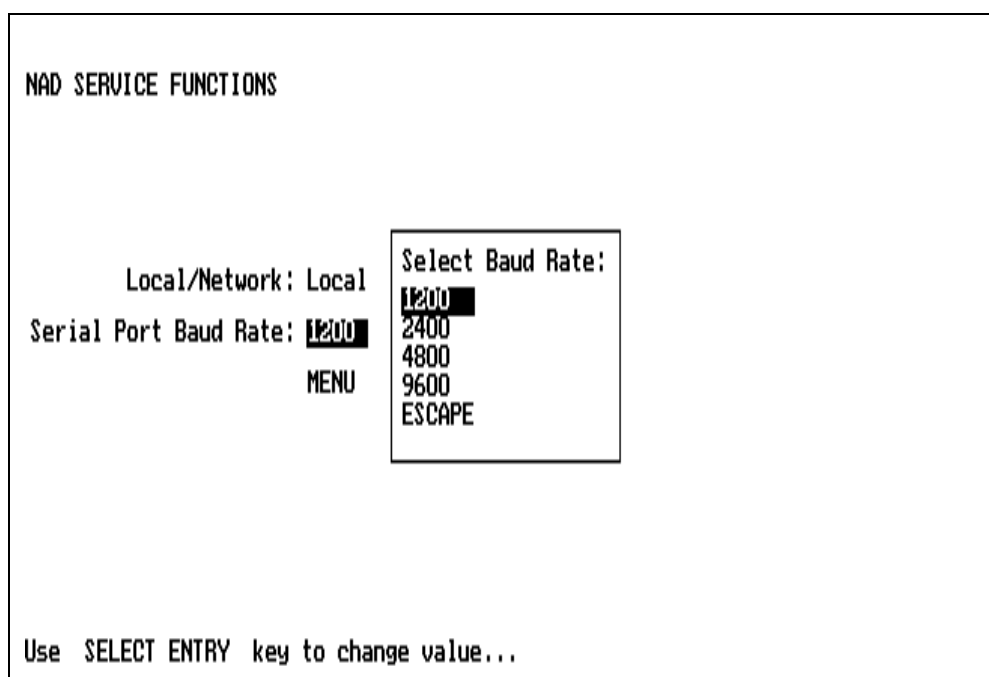 NAD SERVICE FUNCTIONS
Local/Network: Local
Serial Port Baud Rate: 1200
MENU
Select Baud Rate:
1200
2400
4800
9600
ESCAPE
Use SELECT ENTRY key to change value...